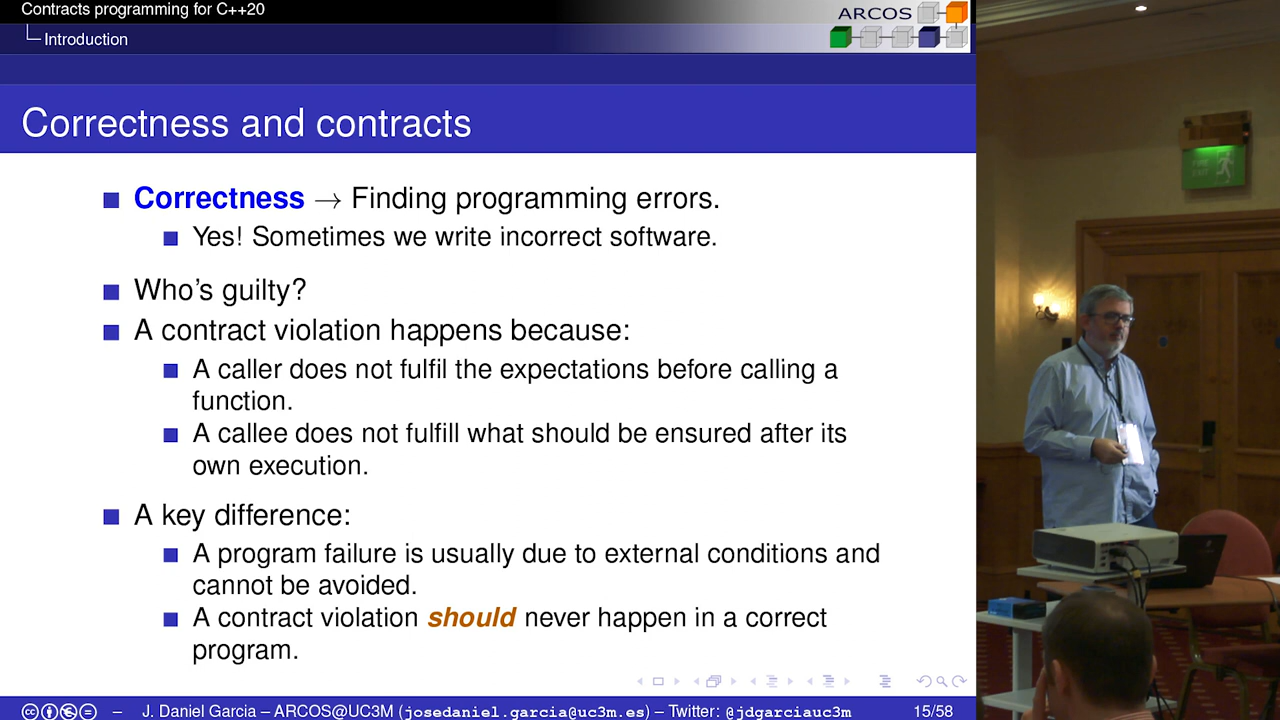 Contracts programming for C++20
Introduction
ARCOS
Correctness and contracts
Correctness → Finding programming errors.
Yes! Sometimes we write incorrect software.
Who's guilty?
A contract violation happens because:
A caller does not fulfil the expectations before calling a
function.
A callee does not fulfill what should be ensured after its
own execution.
A key difference:
A program failure is usually due to external conditions and
cannot be avoided.
A contract violation should never happen in a correct
program.
cc – J. Daniel Garcia – ARCOS@UC3M (josedaniel.garcia@uc3m.es) – Twitter: @jdgarciauc3m 15/58